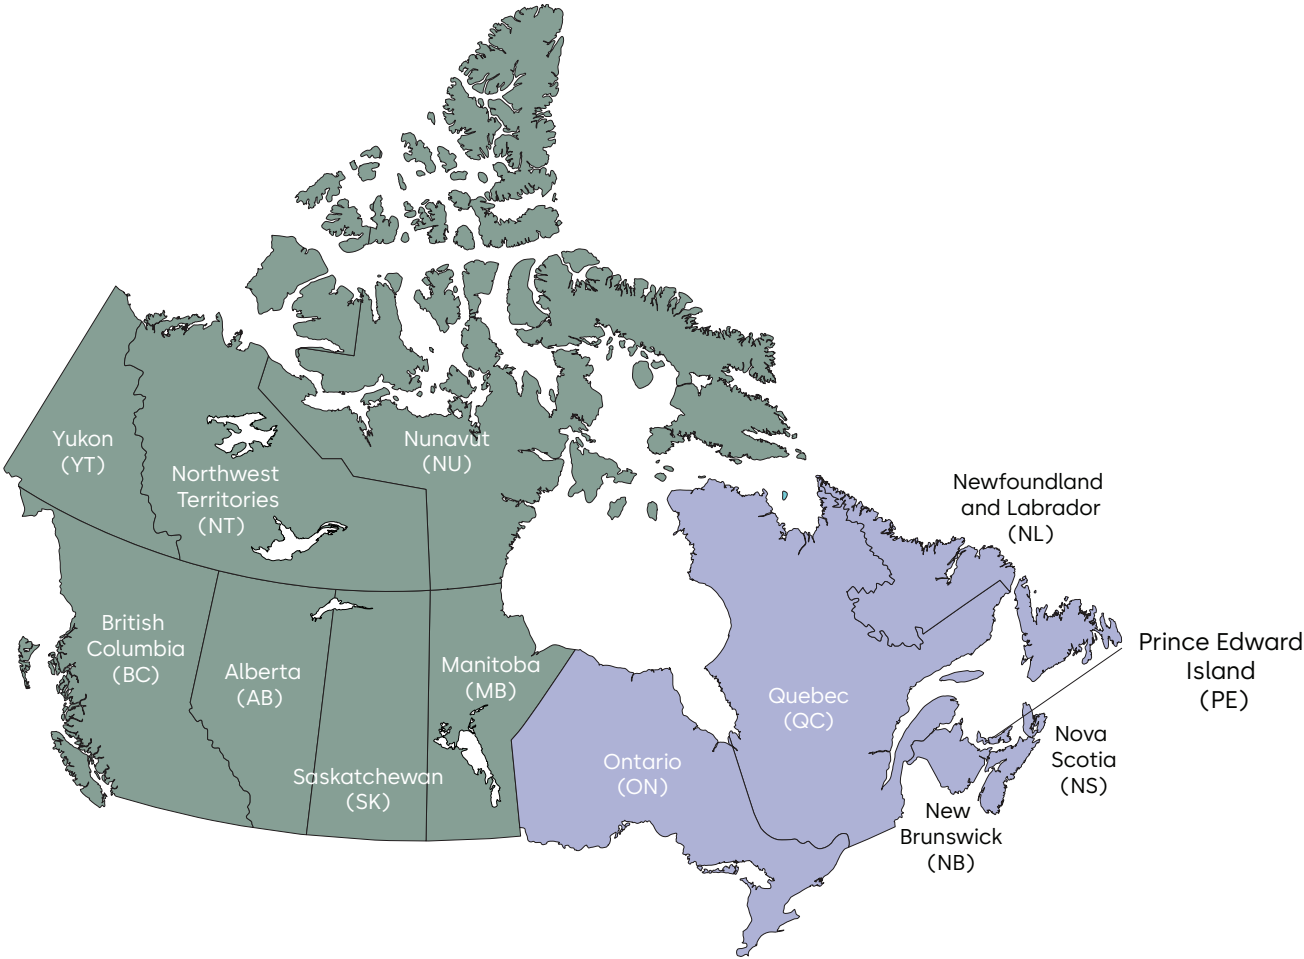 Yukon
(YT)
Northwest
Territories
(NT)
Nunavut
(NU)
British
Columbia
(BC)
Alberta
(AB)
Saskatchewan
(SK)
Manitoba
(MB)
Ontario
(ON)
Quebec
(QC)
Newfoundland
and Labrador
(NL)
Prince Edward
Island
(PE)
Nova
Scotia
(NS)
New
Brunswick
(NB)